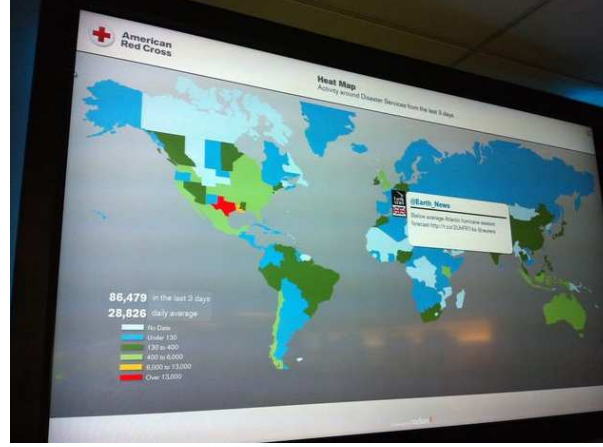 American
Red Cross
Heat Map
Activity around Disaster Services from the last 3 days
@Earth_News
Below average Atlantic hurricane season
forecast
86,479 in the last 3 days
28,826 daily average
No Data
Under 130
130 to 400
400 to 6,000
6,000 to 13,000
Over 13,000